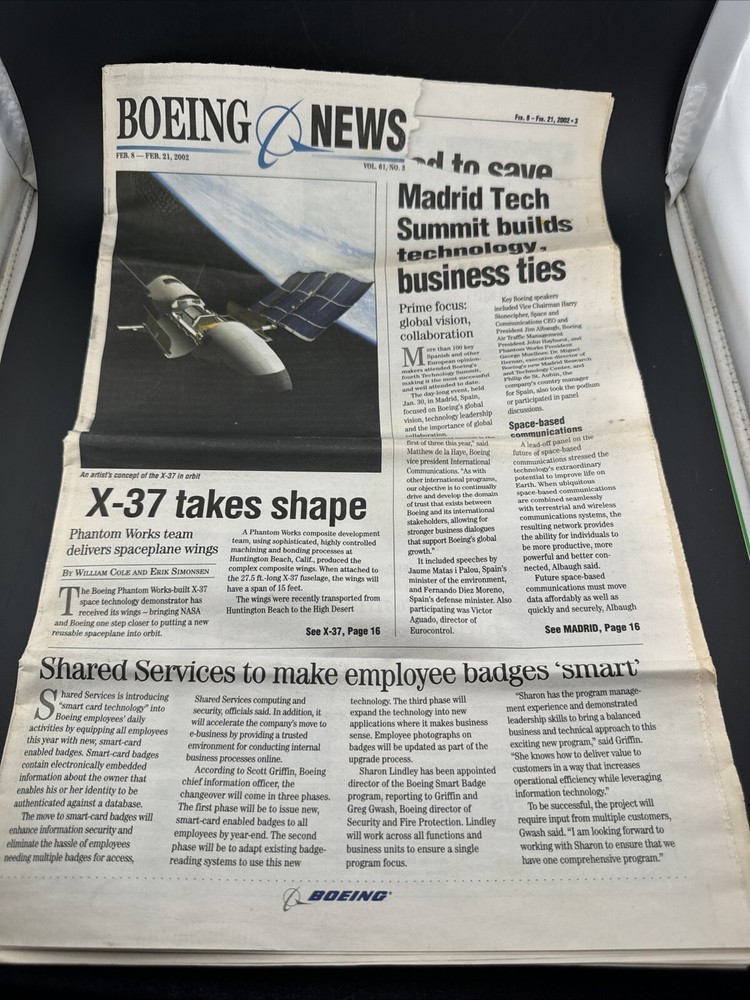 BOEING NEWS
FEB. 8 — FEB. 21, 2002
VOL. 61, NO. 3
FEB. 8 – FEB. 21, 2002 • 3
to save
An artist's concept of the X-37 in orbit
X-37 takes shape
Phantom Works team
delivers spaceplane wings
BY WILLIAM COLE AND ERIK SIMONSEN
The Boeing Phantom Works-built X-37
space technology demonstrator has
received its wings – bringing NASA
and Boeing one step closer to putting a new
reusable spaceplane into orbit.
A Phantom Works composite development
team, using sophisticated, highly controlled
machining and bonding processes at
Huntington Beach, Calif., produced the
complex composite wings. When attached to
the 27.5 ft.-long X-37 fuselage, the wings will
have a span of 15 feet.
The wings were recently transported from
Huntington Beach to the High Desert
See X-37, Page 16
Madrid Tech
Summit builds
technology,
business ties
Prime focus:
global vision,
collaboration
More than 100 key
Spanish and other
European opinion-
makers attended Boeing's
fourth Technology Summit,
making it the most successful
and well attended to date.
The day-long event, held
Jan. 30, in Madrid, Spain,
focused on Boeing's global
vision, technology leadership
and the importance of global
collaboration.
first of three this year," said
Matthew de la Haye, Boeing
vice president International
Communications. "As with
other international programs,
our objective is to continually
drive and develop the domain
of trust that exists between
Boeing and its international
stakeholders, allowing for
stronger business dialogues
that support Boeing's global
growth."
It included speeches by
Jaume Matas i Palou, Spain's
minister of the environment,
and Fernando Diez Moreno,
Spain's defense minister. Also
participating was Victor
Aguado, director of
Eurocontrol.
Key Boeing speakers
included Vice Chairman Harry
Stonecipher, Space and
Communications CEO and
President Jim Albaugh, Boeing
Air Traffic Management
President John Hayhurst, and
Phantom Works President
George Muellner. Dr. Miguel
Hernan, executive director of
Boeing's new Madrid Research
and Technology Center, and
Philip de St. Aubin, the
company's country manager
for Spain, also took the podium
or participated in panel
discussions.
Space-based
communications
A lead-off panel on the
future of space-based
communications stressed the
technology's extraordinary
potential to improve life on
Earth. When ubiquitous
space-based communications
are combined seamlessly
with terrestrial and wireless
communications systems, the
resulting network provides
the ability for individuals to
be more productive, more
powerful and better con-
nected, Albaugh said.
Future space-based
communications must move
data affordably as well as
quickly and securely, Albaugh
See MADRID, Page 16
Shared Services to make employee badges 'smart'
Shared Services is introducing
"smart card technology" into
Boeing employees' daily
activities by equipping all employees
this year with new, smart-card
enabled badges. Smart-card badges
contain electronically embedded
information about the owner that
enables his or her identity to be
authenticated against a database.
The move to smart-card badges will
enhance information security and
eliminate the hassle of employees
needing multiple badges for access,
Shared Services computing and
security, officials said. In addition, it
will accelerate the company's move to
e-business by providing a trusted
environment for conducting internal
business processes online.
According to Scott Griffin, Boeing
chief information officer, the
changeover will come in three phases.
The first phase will be to issue new,
smart-card enabled badges to all
employees by year-end. The second
phase will be to adapt existing badge-
reading systems to use this new
technology. The third phase will
expand the technology into new
applications where it makes business
sense. Employee photographs on
badges will be updated as part of the
upgrade process.
Sharon Lindley has been appointed
director of the Boeing Smart Badge
program, reporting to Griffin and
Greg Gwash, Boeing director of
Security and Fire Protection. Lindley
will work across all functions and
business units to ensure a single
program focus.
"Sharon has the program manage-
ment experience and demonstrated
leadership skills to bring a balanced
business and technical approach to this
exciting new program," said Griffin.
"She knows how to deliver value to
customers in a way that increases
operational efficiency while leveraging
information technology."
To be successful, the project will
require input from multiple customers,
Gwash said. "I am looking forward to
working with Sharon to ensure that we
have one comprehensive program."
BOEING